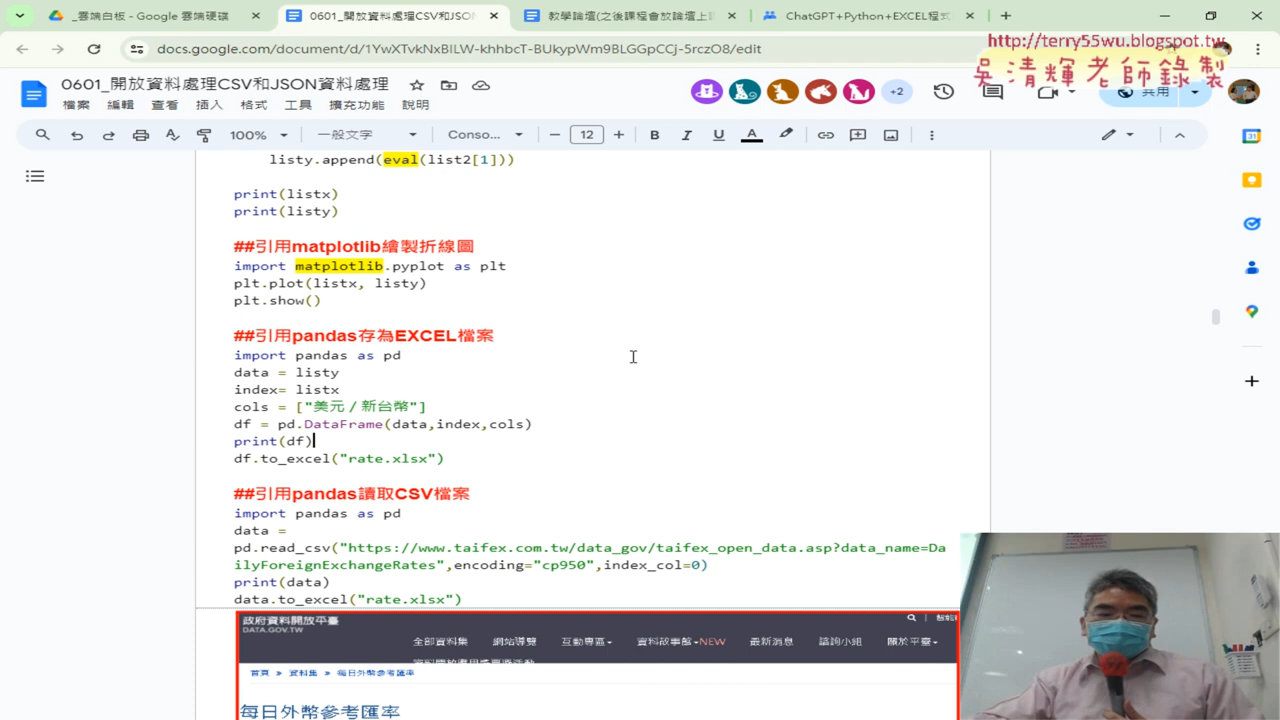 _雲端白板 - Google 雲端硬碟
0601_開放資料處理CSV和JSON
教學論壇(之後課程會放論壇上課
ChatGPT+Python+EXCEL程式
docs.google.com/document/d/1YwXTvkNxBILW-khhbcT-BUkypWm9BLGGpCCj-5rczO8/edit
http://terry55wu.blogspot.tw
吳清輝老師錄製
0601_開放資料處理CSV和JSON資料處理
檔案 編輯 查看 插入 格式 工具 擴充功能 說明
+2
共用
100% 一般文字 Conso... 12 B I U A
31
listy.append(eval(list2[1]))
print(listx)
print(listy)
##引用matplotlib繪製折線圖
import matplotlib.pyplot as plt
plt.plot(listx, listy)
plt.show()
##引用pandas存為EXCEL檔案
import pandas as pd
data = listy
index= listx
cols = ["美元／新台幣"]
df = pd.DataFrame(data,index,cols)
print(df)
df.to_excel("rate.xlsx")
##引用pandas讀取CSV檔案
import pandas as pd
data =
pd.read_csv("https://www.taifex.com.tw/data_gov/taifex_open_data.asp?data_name=Da
ilyForeignExchangeRates",encoding="cp950",index_col=0)
print(data)
data.to_excel("rate.xlsx")
政府資料開放平臺
DATA.GOV.TW
全部資料集 網站導覽 互動專區 資料故事館 NEW 最新消息 諮詢小組 關於平臺
首頁 » 資料集 » 每日外幣參考匯率
每日外幣參考匯率